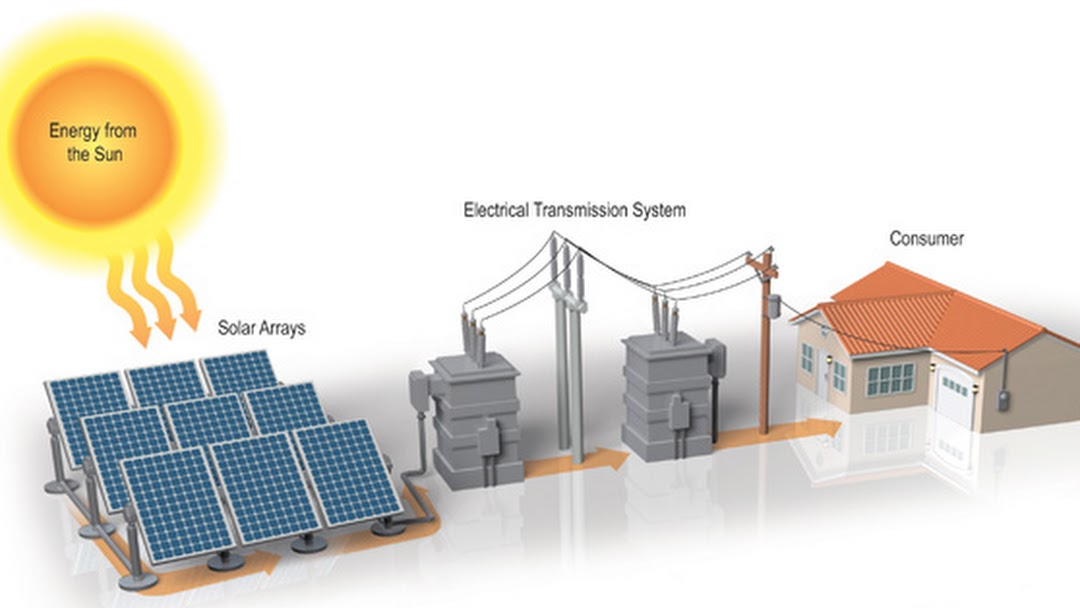 Energy from
the Sun
Electrical Transmission System
Consumer
Solar Arrays